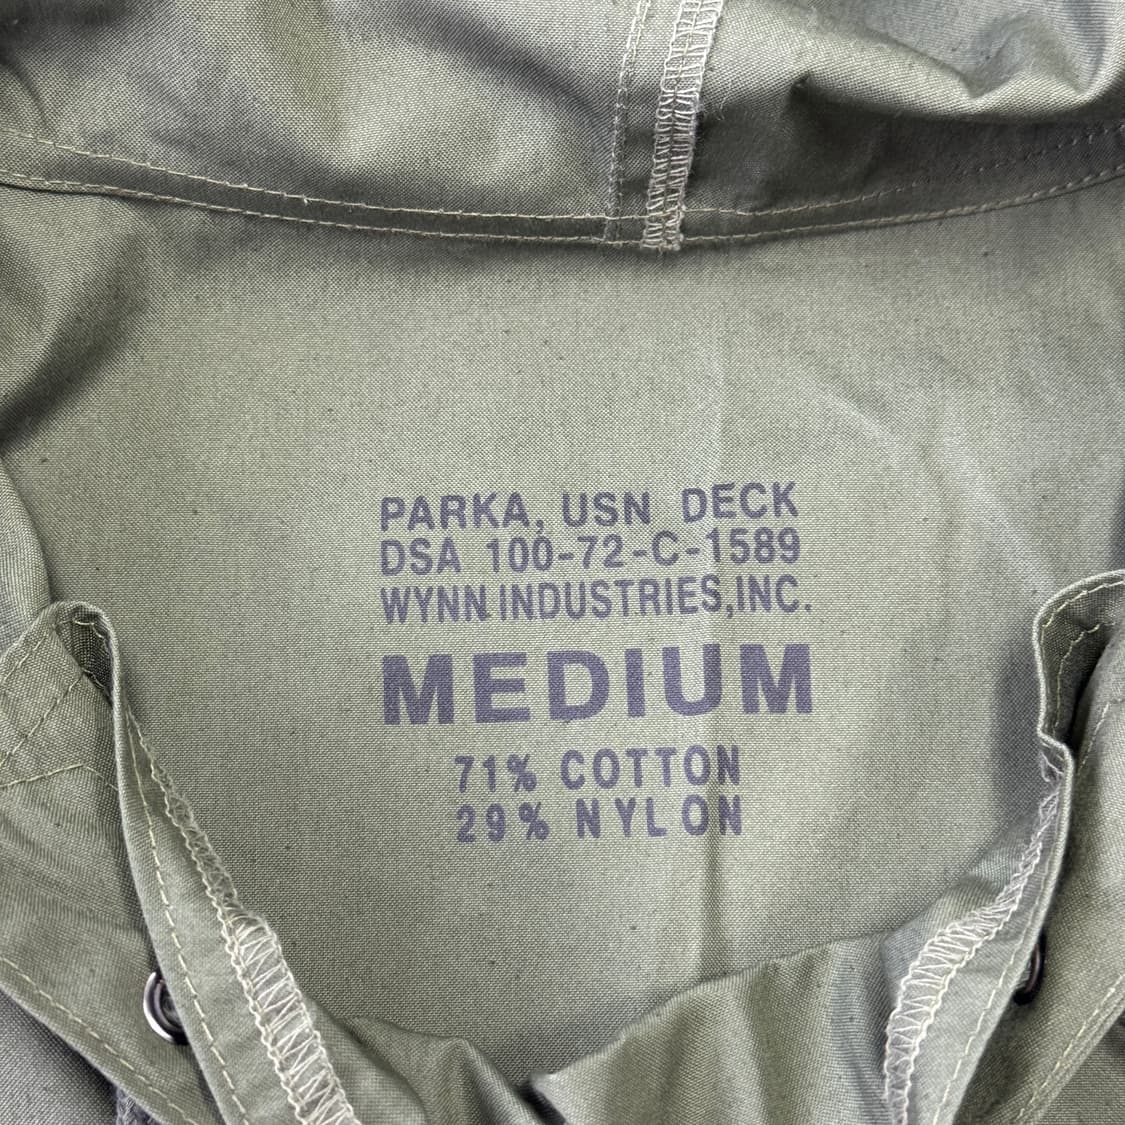 PARKA, USN DECK
DSA 100-72-C-1589
WYNN INDUSTRIES, INC.
MEDIUM
71% COTTON
29% NYLON